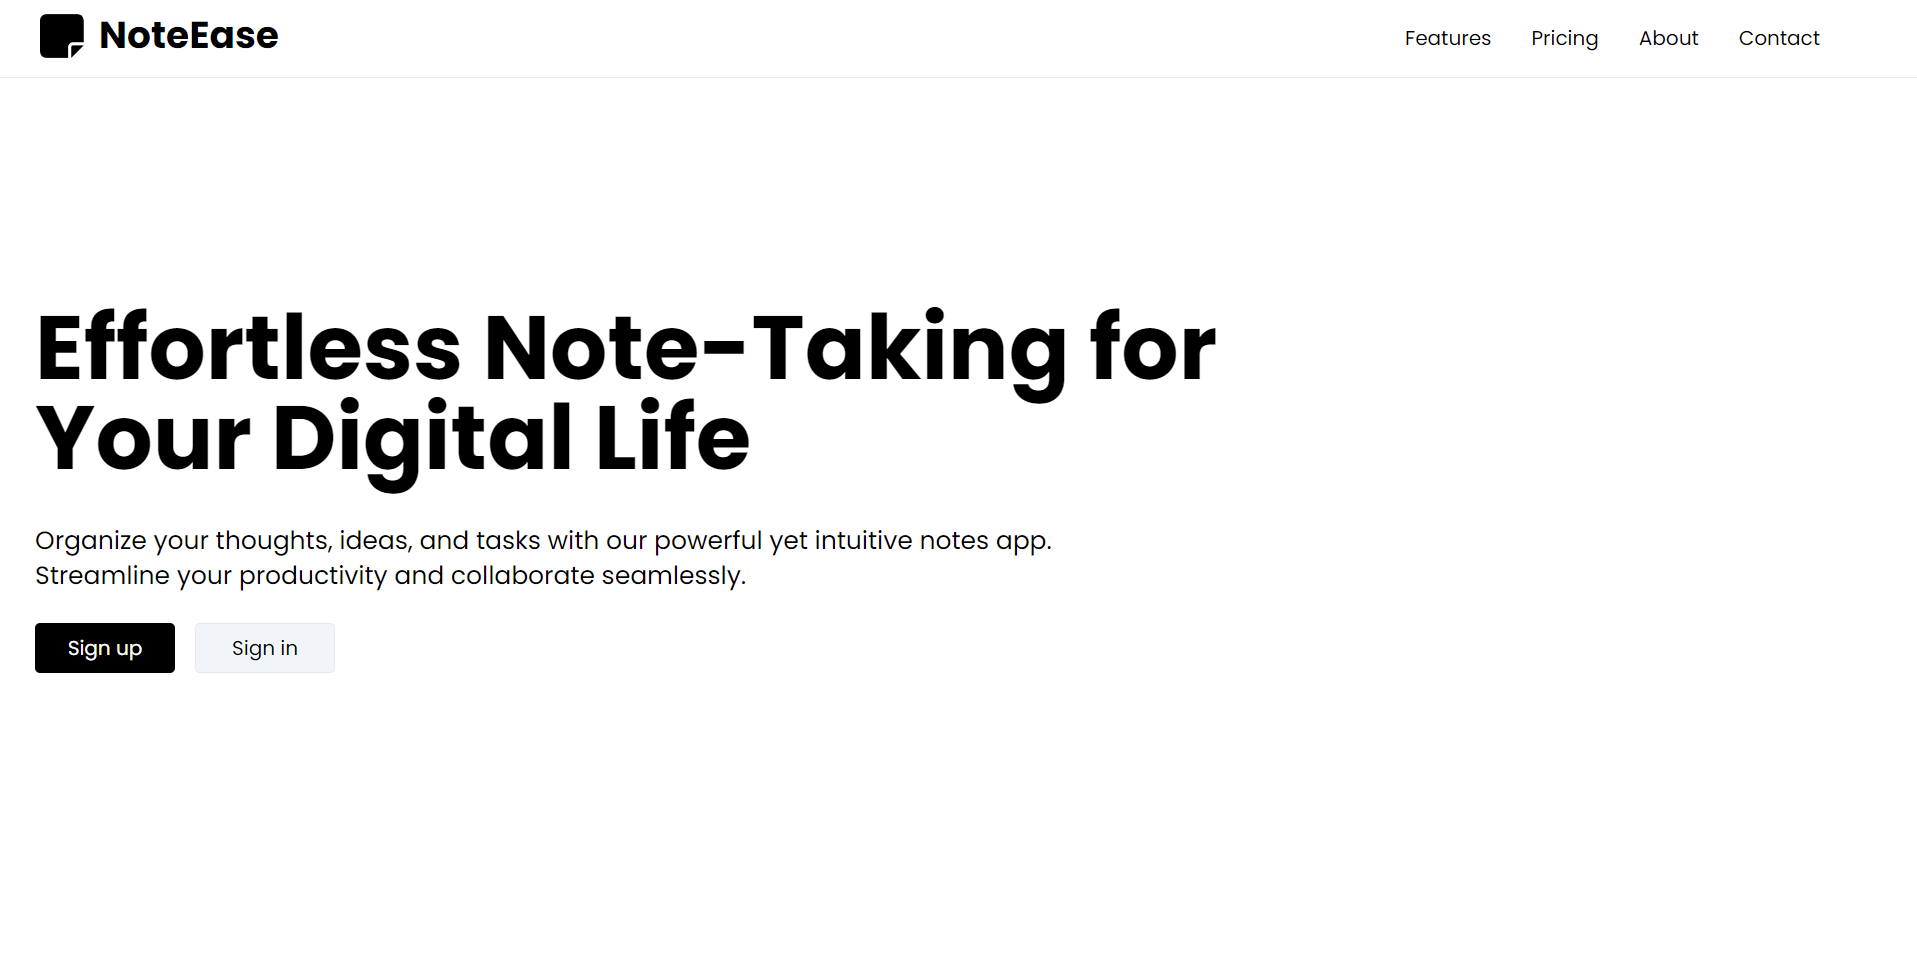 NoteEase
Features Pricing About Contact
Effortless Note-Taking for
Your Digital Life
Organize your thoughts, ideas, and tasks with our powerful yet intuitive notes app.
Streamline your productivity and collaborate seamlessly.
Sign up Sign in